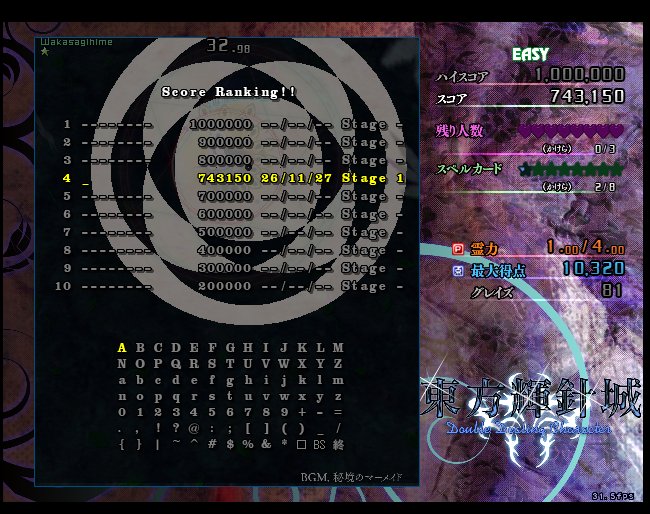 Wakasagihime
32.98
Score Ranking!!
1 -------- 1000000 --/--/-- Stage -
2 -------- 900000 --/--/-- Stage -
3 -------- 800000 --/--/-- Stage -
4 _ 743150 26/11/27 Stage 1
5 -------- 700000 --/--/-- Stage -
6 -------- 600000 --/--/-- Stage -
7 -------- 500000 --/--/-- Stage -
8 -------- 400000 --/--/-- Stage -
9 -------- 300000 --/--/-- Stage -
10 -------- 200000 --/--/-- Stage -
A B C D E F G H I J K L M
N O P Q R S T U V W X Y Z
a b c d e f g h i j k l m
n o p q r s t u v w x y z
0 1 2 3 4 5 6 7 8 9 + - =
. , ! ? @ : ; [ ] ( ) _ /
{ } | ~ ^ # $ % & * □ BS 終
BGM. 秘境のマーメイド
EASY
ハイスコア 1,000,000
スコア 743,150
残り人数
(かけら) 0/3
スペルカード
(かけら) 2/8
P 霊力 1.00/4.00
点 最大得点 10,320
グレイズ 81
東方輝針城
Double Dealing Character
31.5fps